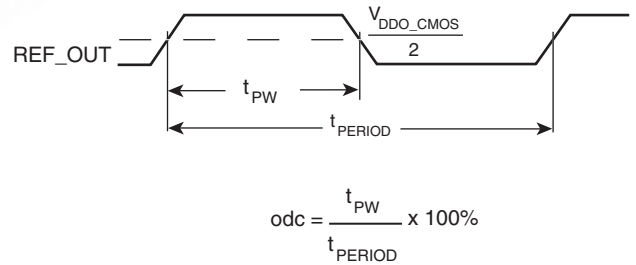 V_DDO_CMOS
2
REF_OUT
t_PW
t_PERIOD
t_PW
odc = x 100%
t_PERIOD